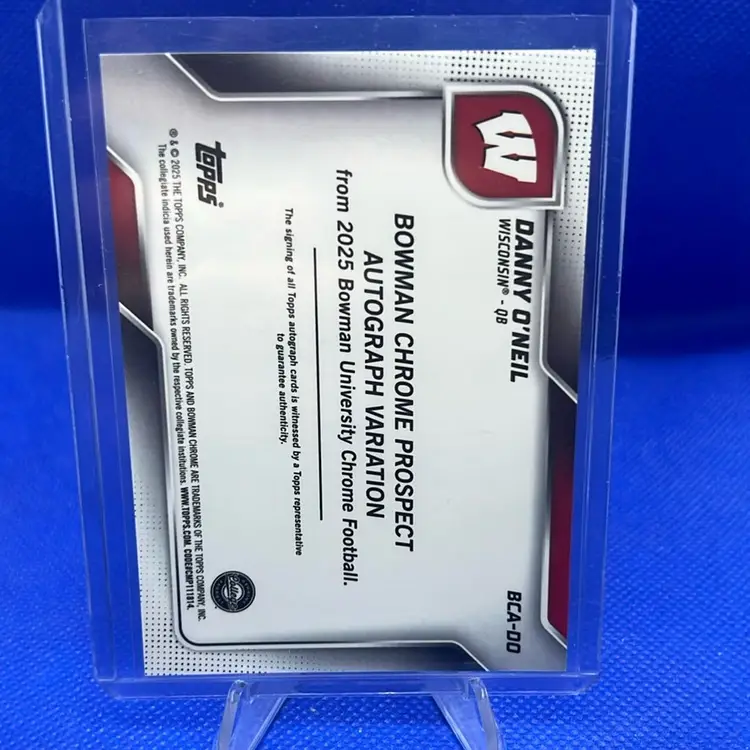 W
DANNY O'NEIL
WISCONSIN® - QB
BCA-DO
BOWMAN CHROME PROSPECT
AUTOGRAPH VARIATION
from 2025 Bowman University Chrome Football.
The signing of all Topps autograph cards is witnessed by a Topps representative
to guarantee authenticity.
topps®
® & © 2025 THE TOPPS COMPANY, INC. ALL RIGHTS RESERVED. TOPPS AND BOWMAN CHROME ARE TRADEMARKS OF THE TOPPS COMPANY, INC.
The collegiate indicia used herein are trademarks owned by the respective collegiate institutions. WWW.TOPPS.COM. CODE#CMP111814.